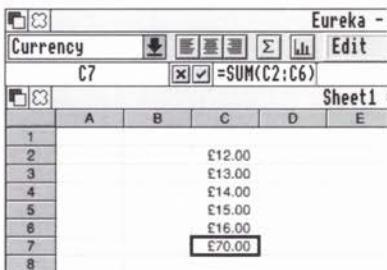 Eureka -
Currency Σ Edit
C7 =SUM(C2:C6)
Sheet1
A B C D E
1
2 £12.00
3 £13.00
4 £14.00
5 £15.00
6 £16.00
7 £70.00
8